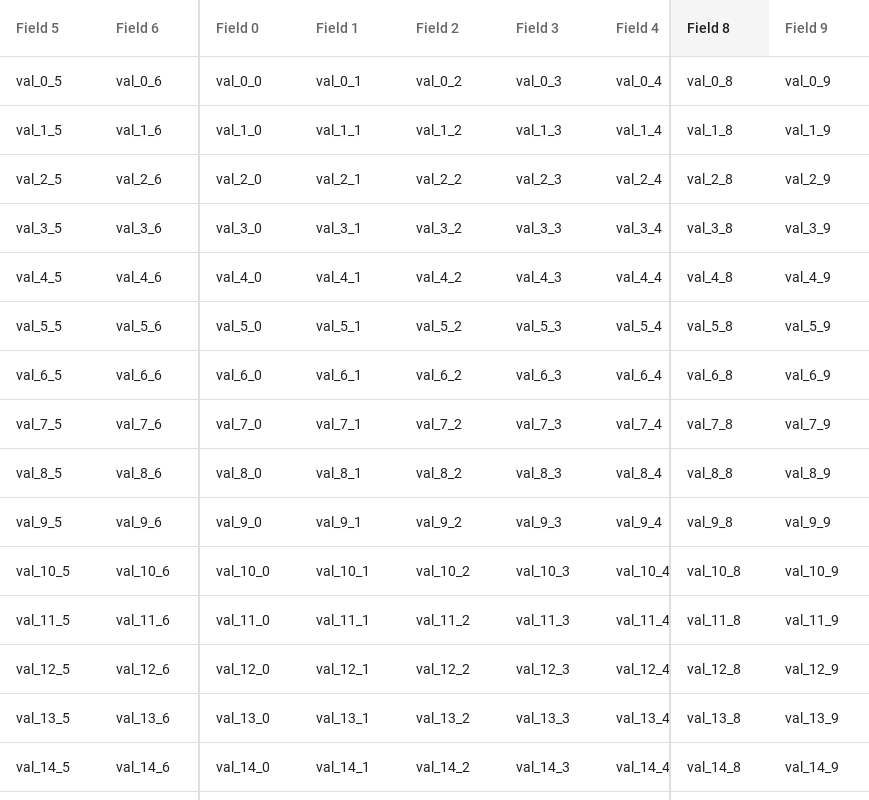 Field 5 Field 6 Field 0 Field 1 Field 2 Field 3 Field 4 Field 8 Field 9
val_0_5 val_0_6 val_0_0 val_0_1 val_0_2 val_0_3 val_0_4 val_0_8 val_0_9
val_1_5 val_1_6 val_1_0 val_1_1 val_1_2 val_1_3 val_1_4 val_1_8 val_1_9
val_2_5 val_2_6 val_2_0 val_2_1 val_2_2 val_2_3 val_2_4 val_2_8 val_2_9
val_3_5 val_3_6 val_3_0 val_3_1 val_3_2 val_3_3 val_3_4 val_3_8 val_3_9
val_4_5 val_4_6 val_4_0 val_4_1 val_4_2 val_4_3 val_4_4 val_4_8 val_4_9
val_5_5 val_5_6 val_5_0 val_5_1 val_5_2 val_5_3 val_5_4 val_5_8 val_5_9
val_6_5 val_6_6 val_6_0 val_6_1 val_6_2 val_6_3 val_6_4 val_6_8 val_6_9
val_7_5 val_7_6 val_7_0 val_7_1 val_7_2 val_7_3 val_7_4 val_7_8 val_7_9
val_8_5 val_8_6 val_8_0 val_8_1 val_8_2 val_8_3 val_8_4 val_8_8 val_8_9
val_9_5 val_9_6 val_9_0 val_9_1 val_9_2 val_9_3 val_9_4 val_9_8 val_9_9
val_10_5 val_10_6 val_10_0 val_10_1 val_10_2 val_10_3 val_10_4 val_10_8 val_10_9
val_11_5 val_11_6 val_11_0 val_11_1 val_11_2 val_11_3 val_11_4 val_11_8 val_11_9
val_12_5 val_12_6 val_12_0 val_12_1 val_12_2 val_12_3 val_12_4 val_12_8 val_12_9
val_13_5 val_13_6 val_13_0 val_13_1 val_13_2 val_13_3 val_13_4 val_13_8 val_13_9
val_14_5 val_14_6 val_14_0 val_14_1 val_14_2 val_14_3 val_14_4 val_14_8 val_14_9